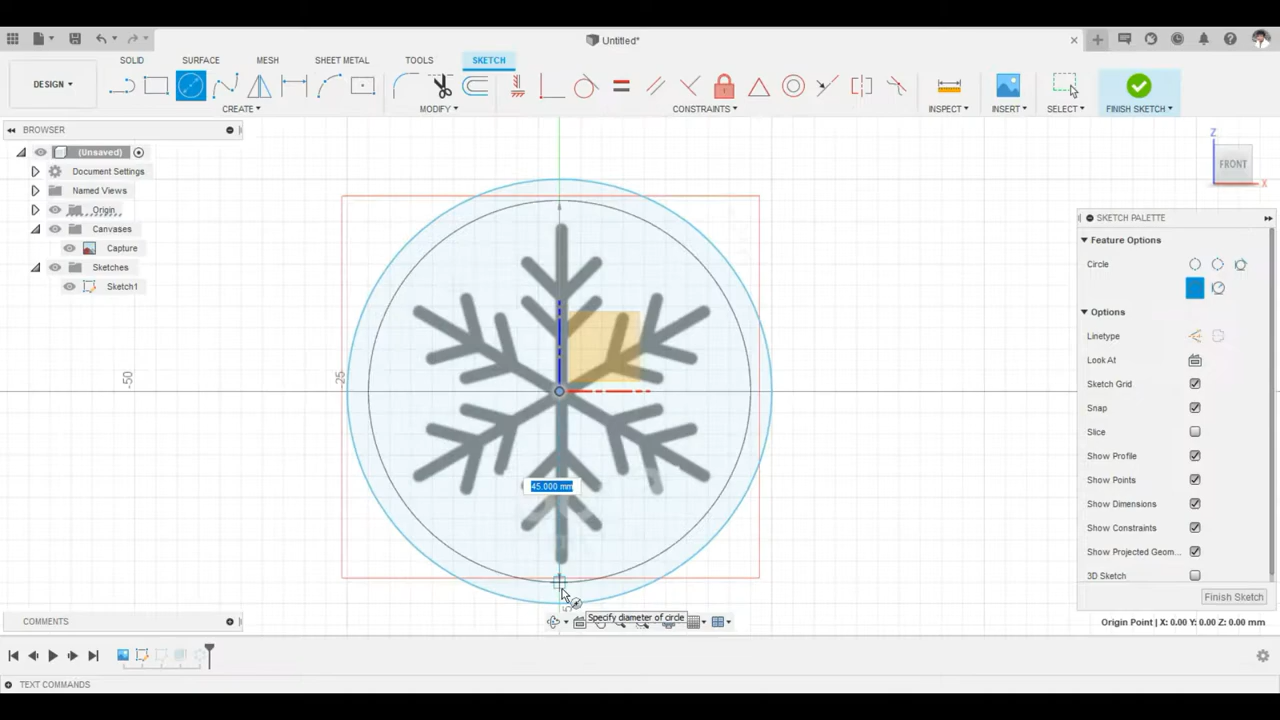 Untitled*
DESIGN
SOLID
SURFACE
MESH
SHEET METAL
TOOLS
SKETCH
CREATE
MODIFY
CONSTRAINTS
INSPECT
INSERT
SELECT
FINISH SKETCH
BROWSER
(Unsaved)
Document Settings
Named Views
Origin
Canvases
Capture
Sketches
Sketch1
Z
FRONT
X
-50
-25
45.000 mm
Specify diameter of circle
SKETCH PALETTE
Feature Options
Circle
Options
Linetype
Look At
Sketch Grid
Snap
Slice
Show Profile
Show Points
Show Dimensions
Show Constraints
Show Projected Geom...
3D Sketch
Finish Sketch
COMMENTS
Origin Point | X: 0.00 Y: 0.00 Z: 0.00 mm
TEXT COMMANDS